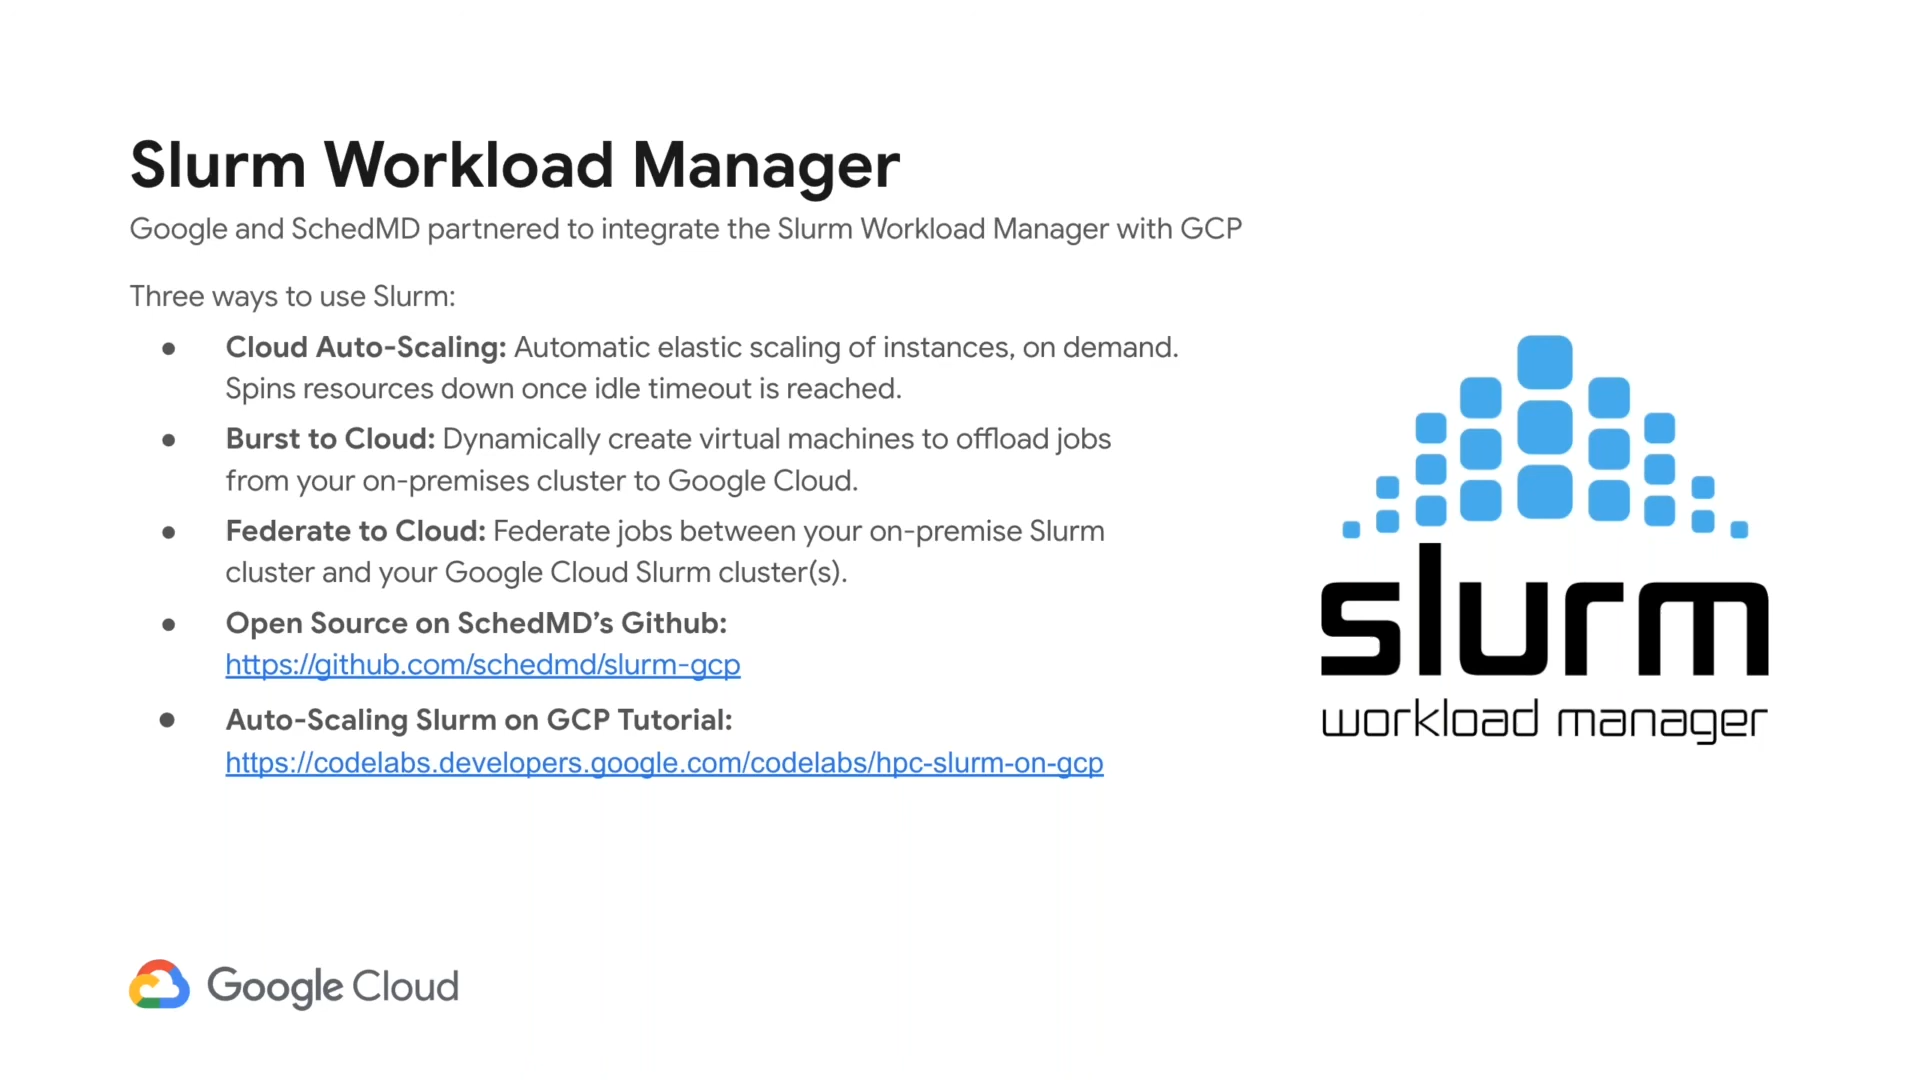 Slurm Workload Manager
Google and SchedMD partnered to integrate the Slurm Workload Manager with GCP
Three ways to use Slurm:
● Cloud Auto-Scaling: Automatic elastic scaling of instances, on demand.
Spins resources down once idle timeout is reached.
● Burst to Cloud: Dynamically create virtual machines to offload jobs
from your on-premises cluster to Google Cloud.
● Federate to Cloud: Federate jobs between your on-premise Slurm
cluster and your Google Cloud Slurm cluster(s).
● Open Source on SchedMD’s Github:
https://github.com/schedmd/slurm-gcp
● Auto-Scaling Slurm on GCP Tutorial:
https://codelabs.developers.google.com/codelabs/hpc-slurm-on-gcp
slurm
workload manager
Google Cloud